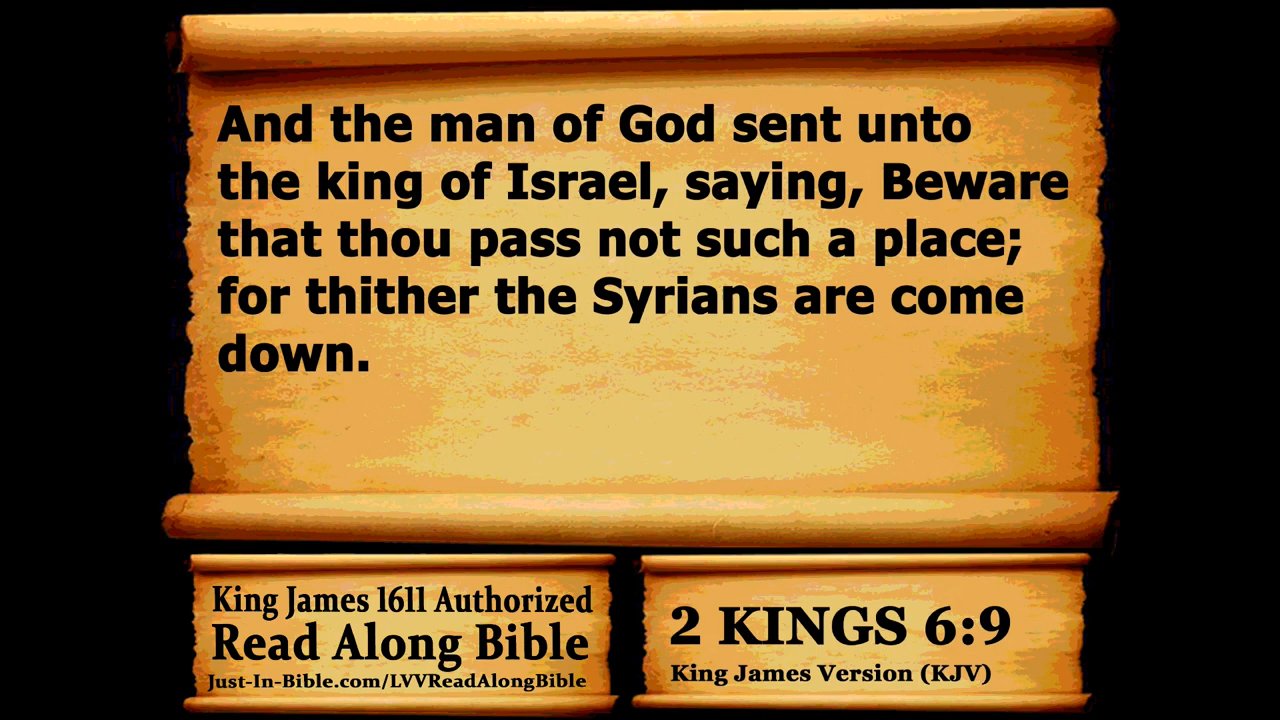 And the man of God sent unto
the king of Israel, saying, Beware
that thou pass not such a place;
for thither the Syrians are come
down.
King James 1611 Authorized
Read Along Bible
Just-In-Bible.com/LVVReadAlongBible
2 KINGS 6:9
King James Version (KJV)